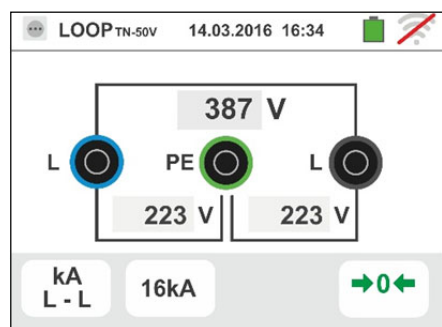 LOOP TN-50V 14.03.2016 16:34
387 V
L PE L
223 V 223 V
kA
L - L
16kA
→0←